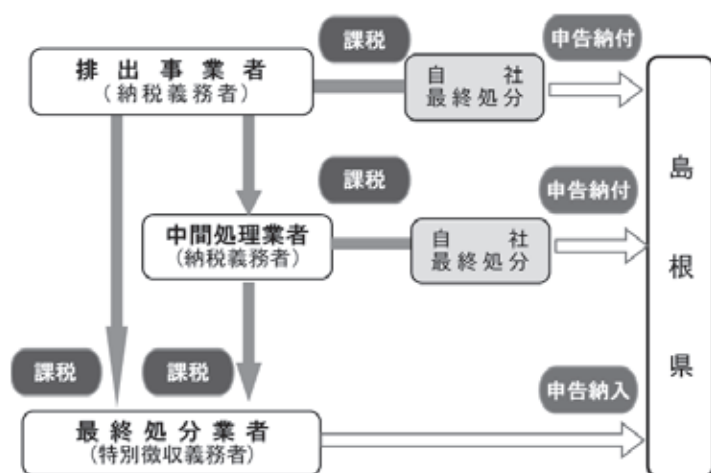 課税
申告納付
排出事業者
(納税義務者)
自社
最終処分
課税
申告納付
中間処理業者
(納税義務者)
自社
最終処分
島根県
課税
課税
申告納入
最終処分業者
(特別徴収義務者)